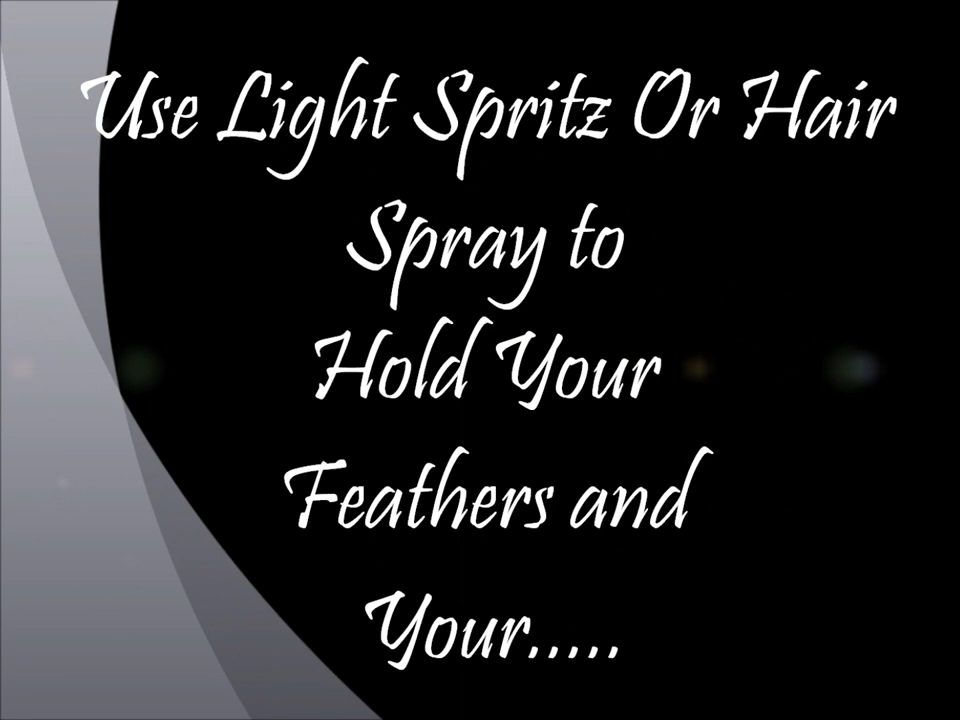 Use Light Spritz Or Hair
Spray to
Hold Your
Feathers and
Your.....